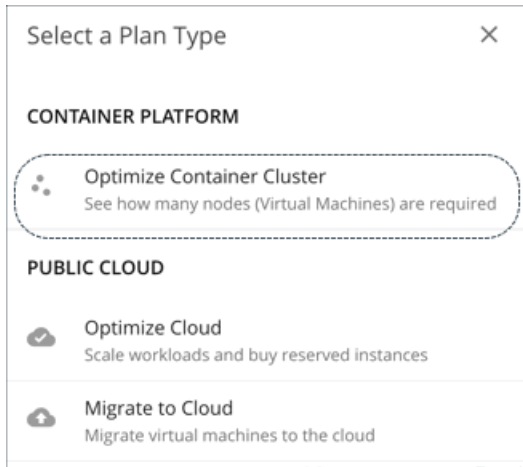 Select a Plan Type
CONTAINER PLATFORM
Optimize Container Cluster
See how many nodes (Virtual Machines) are required
PUBLIC CLOUD
Optimize Cloud
Scale workloads and buy reserved instances
Migrate to Cloud
Migrate virtual machines to the cloud